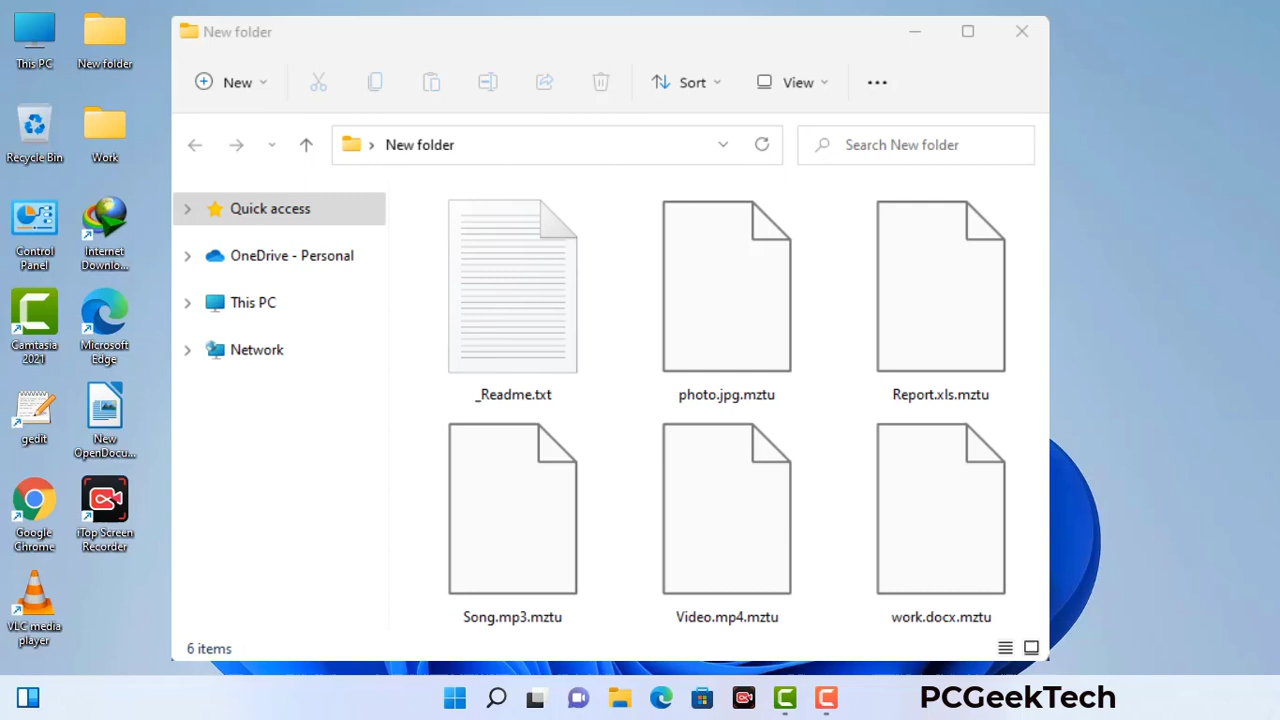 This PC
New folder
Recycle Bin
Work
Control
Panel
Internet
Downlo...
Camtasia
2021
Microsoft
Edge
gedit
New
OpenDocu...
Google
Chrome
iTop Screen
Recorder
VLC media
player
New folder
New
Sort
View
New folder
Search New folder
Quick access
OneDrive - Personal
This PC
Network
_Readme.txt
photo.jpg.mztu
Report.xls.mztu
Song.mp3.mztu
Video.mp4.mztu
work.docx.mztu
6 items
PCGeekTech